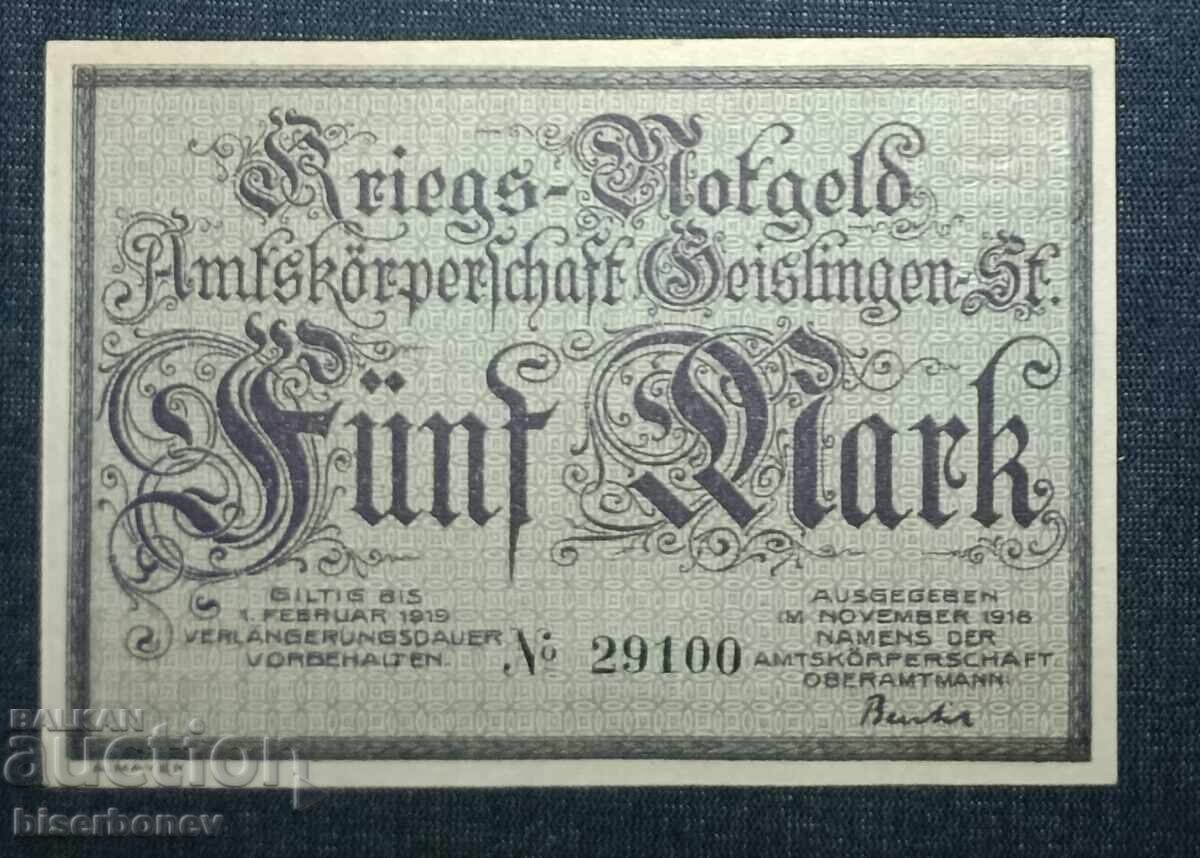 Kriegs-Notgeld
Amtskörperschaft Geislingen-St.
Fünf Mark
GILTIG BIS
1. FEBRUAR 1919
VERLÄNGERUNGSDAUER
VORBEHALTEN.
No 29100
AUSGEGEBEN
IM NOVEMBER 1918
NAMENS DER
AMTSKÖRPERSCHAFT
OBERAMTMANN:
BALKAN
auction
biserbonev